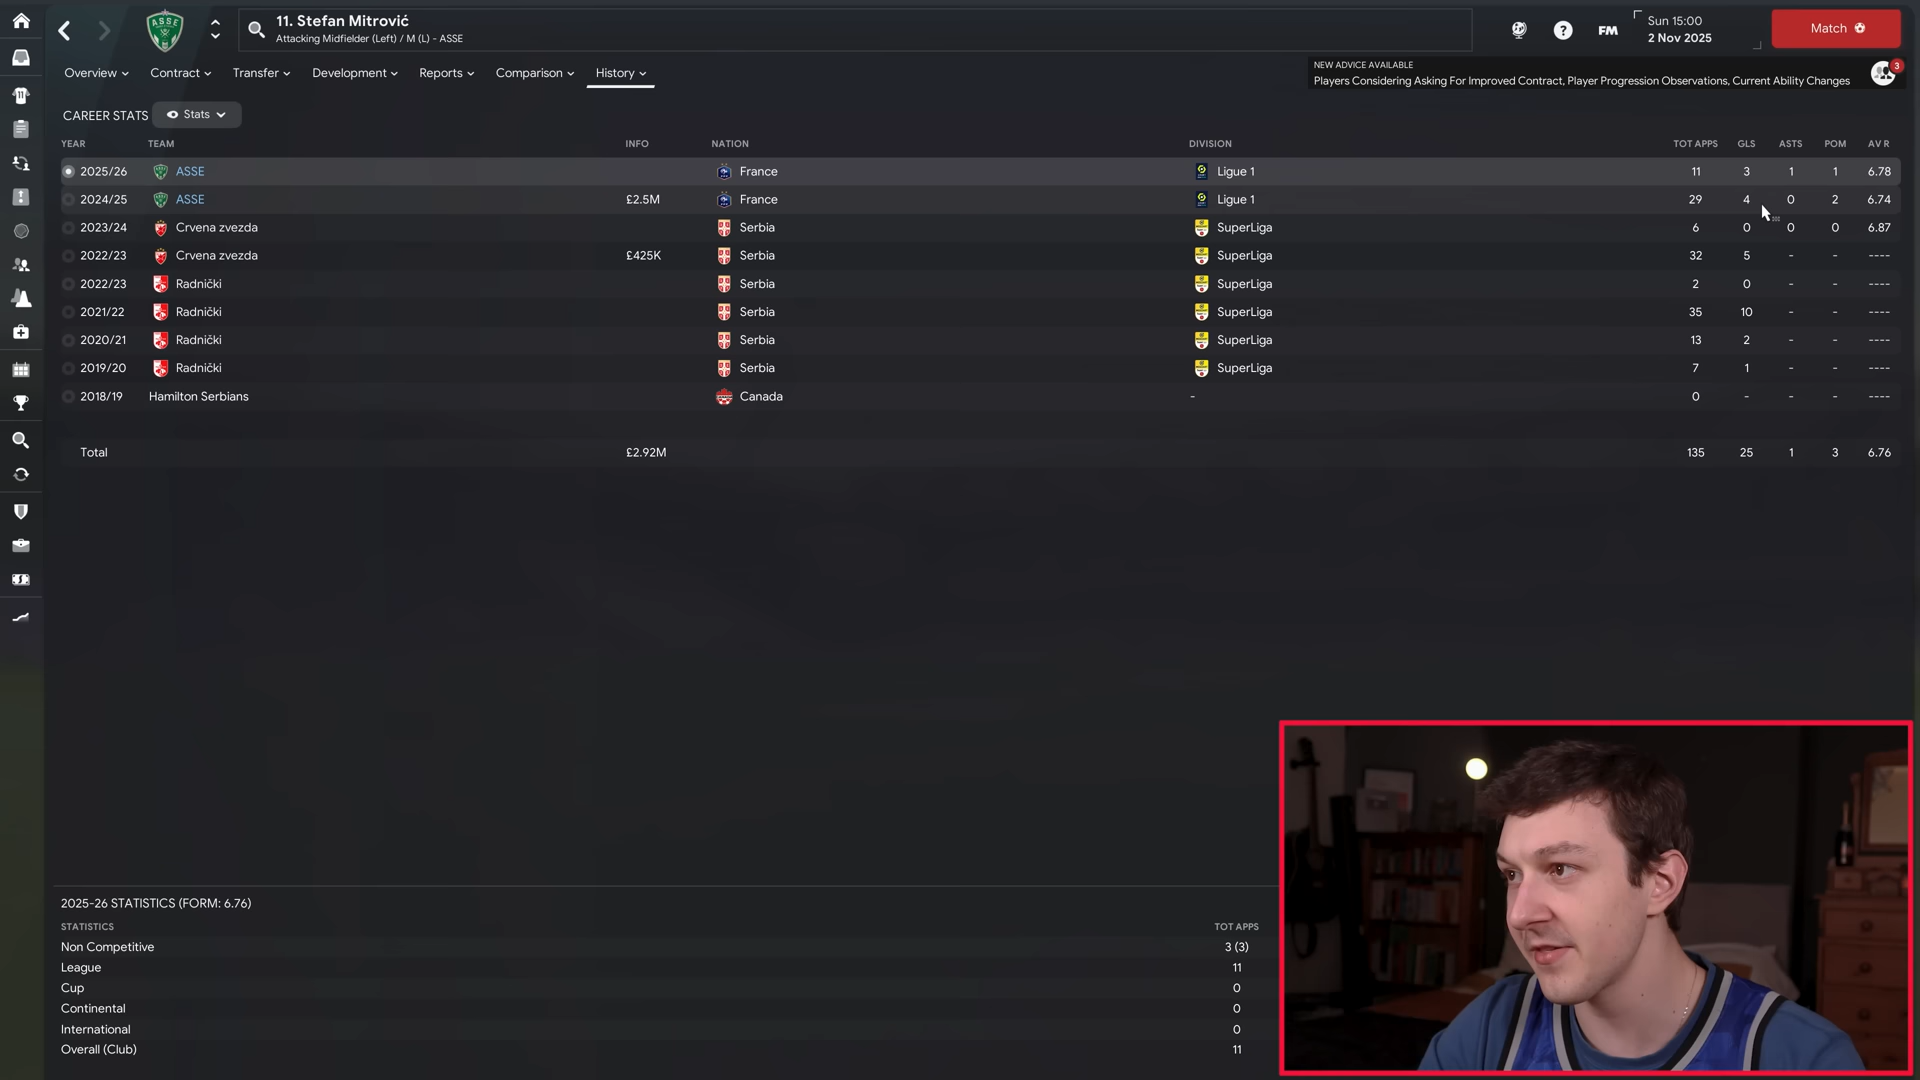 11. Stefan Mitrović
Attacking Midfielder (Left) / M (L) - ASSE
FM
Sun 15:00
2 Nov 2025
Match
Overview
Contract
Transfer
Development
Reports
Comparison
History
NEW ADVICE AVAILABLE
Players Considering Asking For Improved Contract, Player Progression Observations, Current Ability Changes
3
CAREER STATS Stats
YEAR TEAM INFO NATION DIVISION TOT APPS GLS ASTS POM AV R
2025/26 ASSE France Ligue 1 11 3 1 1 6.78
2024/25 ASSE £2.5M France Ligue 1 29 4 0 2 6.74
2023/24 Crvena zvezda Serbia SuperLiga 6 0 0 0 6.87
2022/23 Crvena zvezda £425K Serbia SuperLiga 32 5 - - ----
2022/23 Radnički Serbia SuperLiga 2 0 - - ----
2021/22 Radnički Serbia SuperLiga 35 10 - - ----
2020/21 Radnički Serbia SuperLiga 13 2 - - ----
2019/20 Radnički Serbia SuperLiga 7 1 - - ----
2018/19 Hamilton Serbians Canada - 0 - - - ----
Total £2.92M 135 25 1 3 6.76
2025-26 STATISTICS (FORM: 6.76)
STATISTICS TOT APPS
Non Competitive 3 (3)
League 11
Cup 0
Continental 0
International 0
Overall (Club) 11